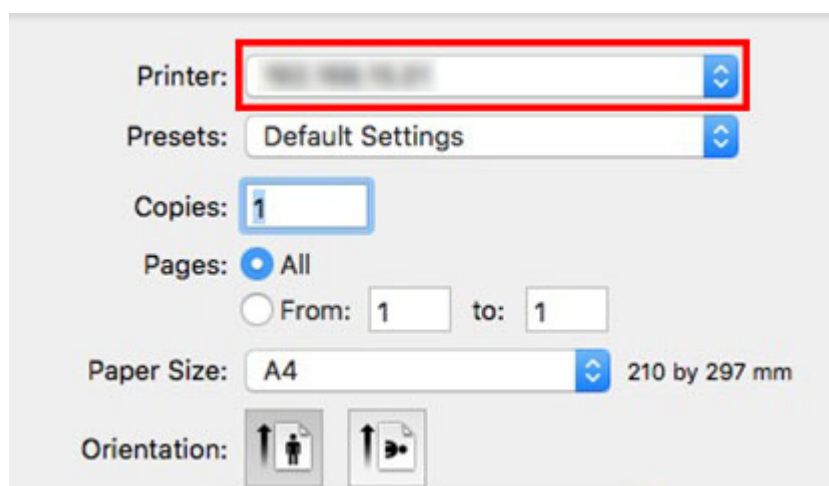 Printer:
Presets: Default Settings
Copies: 1
Pages: All
From: 1 to: 1
Paper Size: A4 210 by 297 mm
Orientation: